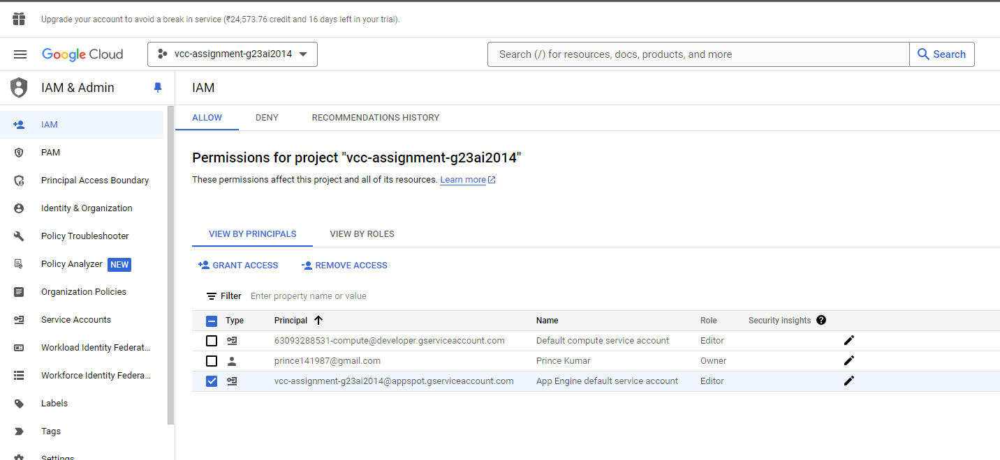 Upgrade your account to avoid a break in service (₹24,573.76 credit and 16 days left in your trial).
Google Cloud
vcc-assignment-g23ai2014
Search (/) for resources, docs, products, and more
Search
IAM & Admin
IAM
IAM
PAM
Principal Access Boundary
Identity & Organization
Policy Troubleshooter
Policy Analyzer NEW
Organization Policies
Service Accounts
Workload Identity Federat...
Workforce Identity Federa...
Labels
Tags
Settings
ALLOW DENY RECOMMENDATIONS HISTORY
Permissions for project "vcc-assignment-g23ai2014"
These permissions affect this project and all of its resources. Learn more
VIEW BY PRINCIPALS VIEW BY ROLES
GRANT ACCESS REMOVE ACCESS
Filter Enter property name or value
Type Principal Name Role Security insights ?
63093288531-compute@developer.gserviceaccount.com Default compute service account Editor
prince141987@gmail.com Prince Kumar Owner
vcc-assignment-g23ai2014@appspot.gserviceaccount.com App Engine default service account Editor